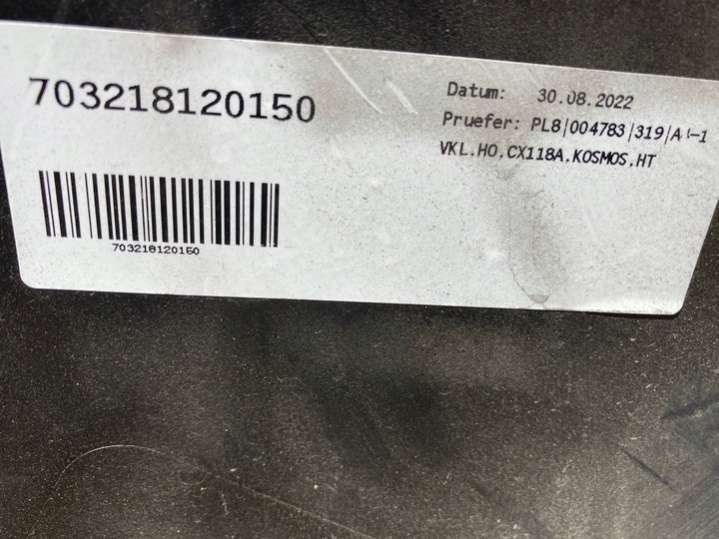 703218120150
703218120150
Datum: 30.08.2022
Pruefer: PL8|004783|319|A
VKL.HO.CX118A.KOSMOS.HT